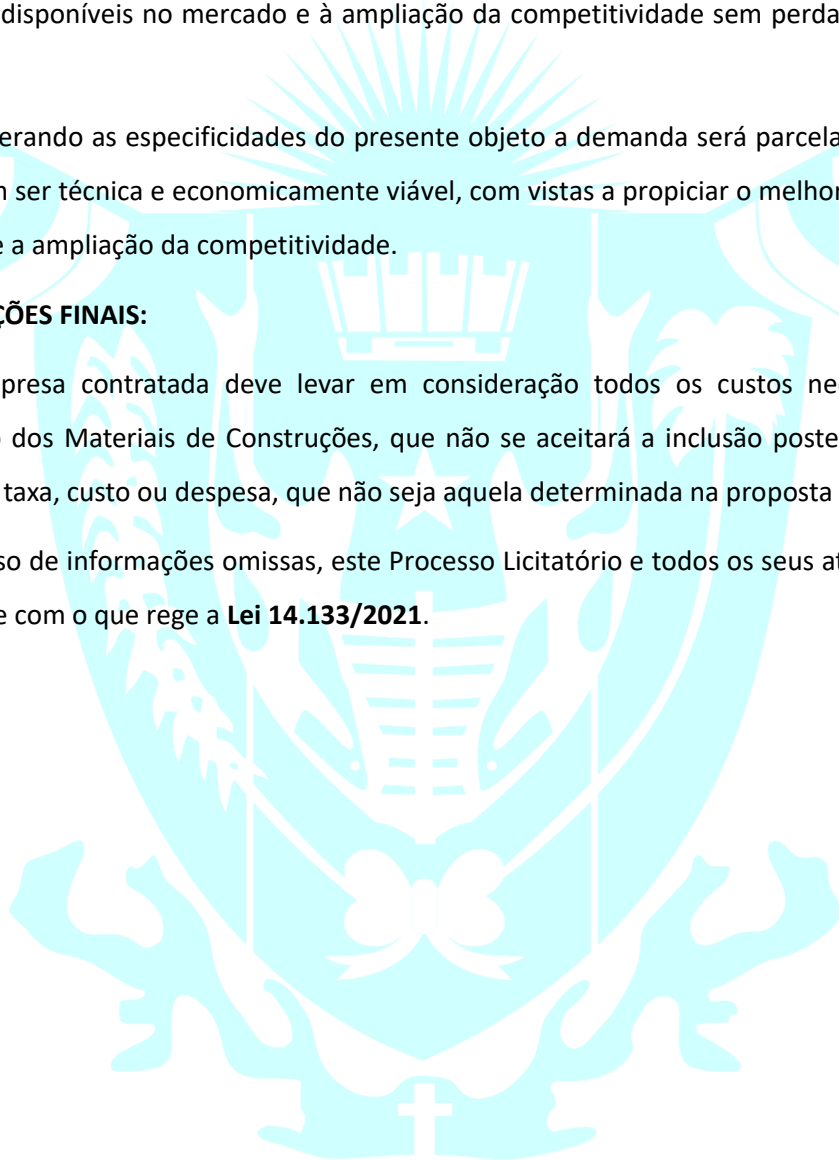 disponíveis no mercado e à ampliação da competitividade sem perda
erando as especificidades do presente objeto a demanda será parcela
ser técnica e economicamente viável, com vistas a propiciar o melhor
e a ampliação da competitividade.
ÇÕES FINAIS:
presa contratada deve levar em consideração todos os custos ne
dos Materiais de Construções, que não se aceitará a inclusão poste
taxa, custo ou despesa, que não seja aquela determinada na proposta
so de informações omissas, este Processo Licitatório e todos os seus at
e com o que rege a Lei 14.133/2021.